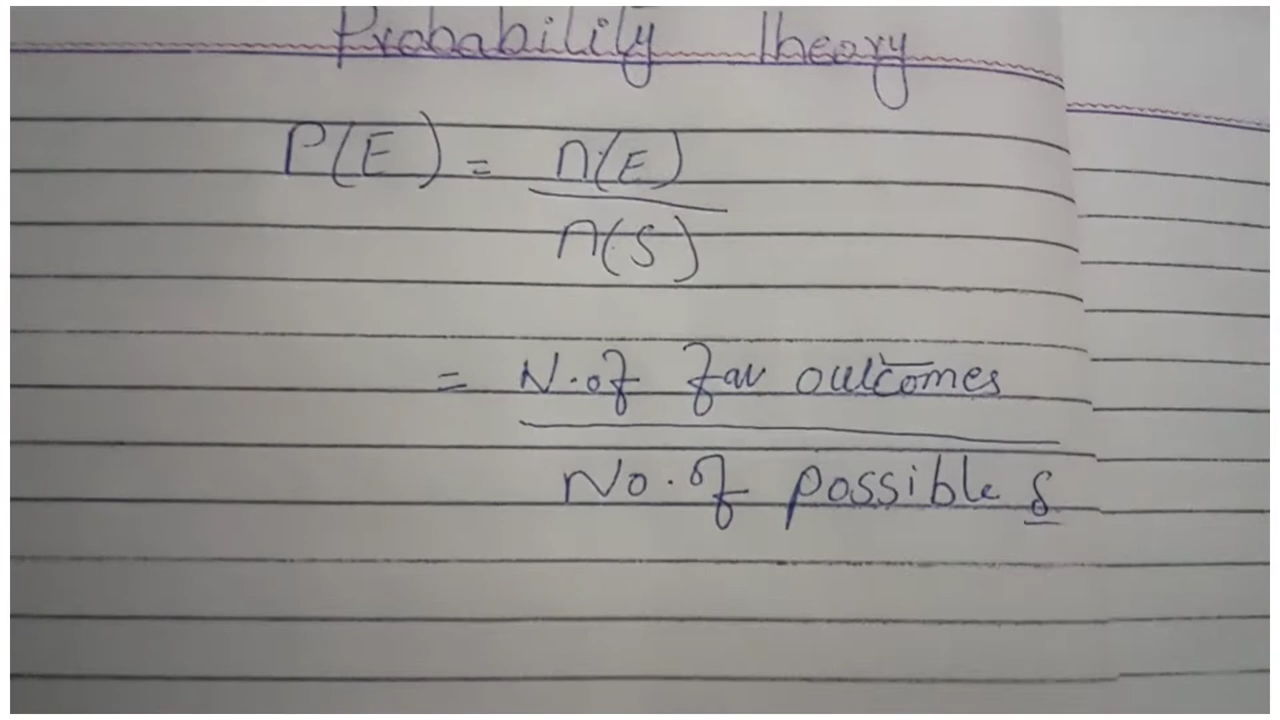 Probability Theory
P(E) = n(E)
n(S)
= N.of fav outcomes
No.of possible S